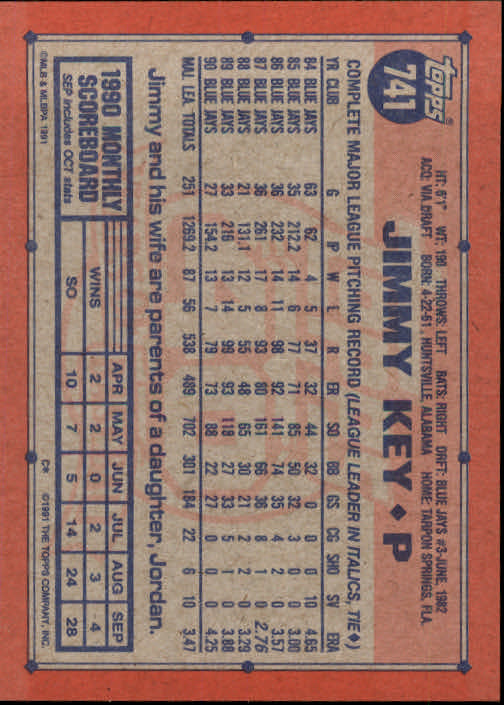 Topps®
741
JIMMY KEY ♦ P
HT: 6'1" WT: 190 THROWS: LEFT BATS: RIGHT DRFT: BLUE JAYS #3-JUNE, 1982
ACQ: VIA DRAFT BORN: 4-22-61, HUNTSVILLE, ALABAMA HOME: TARPON SPRINGS, FLA.
COMPLETE MAJOR LEAGUE PITCHING RECORD (LEAGUE LEADER IN ITALICS, TIE♦)
YR CLUB G IP W L R ER SO BB GS CG SHO SV ERA
84 BLUE JAYS 63 62 4 5 37 32 44 32 0 0 0 10 4.65
85 BLUE JAYS 35 212.2 14 6 77 71 85 50 32 3 0 0 3.00
86 BLUE JAYS 36 232 14 11 98 92 141 74 35 4 2 0 3.57
87 BLUE JAYS 36 261 17 8 93 80 161 66 36 8 1 0 2.76
88 BLUE JAYS 21 131.1 12 5 55 48 65 30 21 2 2 0 3.29
89 BLUE JAYS 33 216 13 14 99 93 118 27 33 5 1 0 3.88
90 BLUE JAYS 27 154.2 13 7 79 73 88 22 27 0 0 0 4.25
MAJ. LEA. TOTALS 251 1269.2 87 56 538 489 702 301 184 22 6 10 3.47
Jimmy and his wife are parents of a daughter, Jordan.
1990 MONTHLY
SCOREBOARD
SEP includes OCT stats
APR MAY JUN JUL AUG SEP
WINS 2 2 0 2 3 4
SO 10 7 5 14 24 28
©MLB & MLBPA 1991
C* ©1991 THE TOPPS COMPANY, INC.